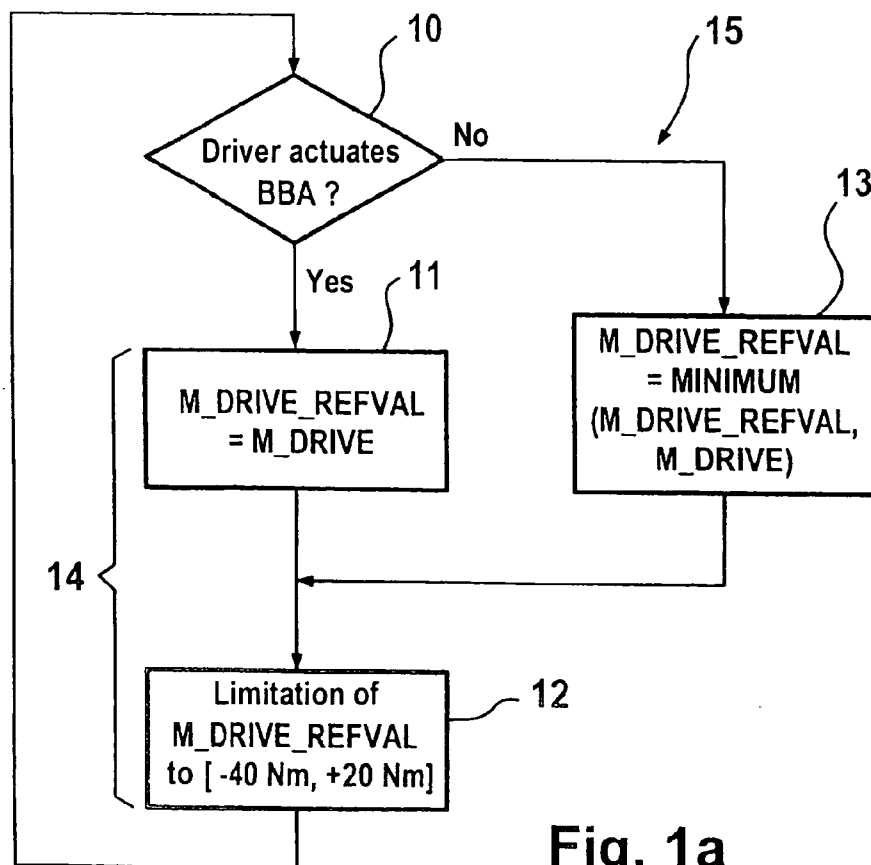 10
15
Driver actuates
BBA ?
No
Yes
11
13
M_DRIVE_REFVAL
= M_DRIVE
M_DRIVE_REFVAL
= MINIMUM
(M_DRIVE_REFVAL,
M_DRIVE)
14
Limitation of
M_DRIVE_REFVAL
to [ -40 Nm, +20 Nm]
12
Fig. 1a